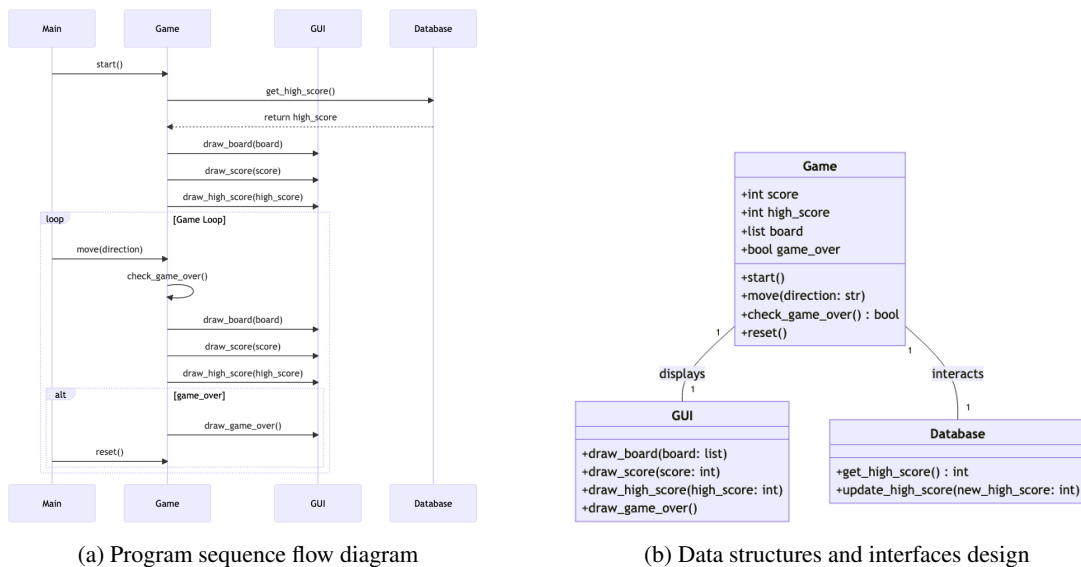 Main Game GUI Database
start()
get_high_score()
return high_score
draw_board(board)
draw_score(score)
draw_high_score(high_score)
loop [Game Loop]
move(direction)
check_game_over()
draw_board(board)
draw_score(score)
draw_high_score(high_score)
alt [game_over]
draw_game_over()
reset()
Main Game GUI Database
(a) Program sequence flow diagram
Game
+int score
+int high_score
+list board
+bool game_over
+start()
+move(direction: str)
+check_game_over() : bool
+reset()
1 1
displays interacts
1 1
GUI
+draw_board(board: list)
+draw_score(score: int)
+draw_high_score(high_score: int)
+draw_game_over()
Database
+get_high_score() : int
+update_high_score(new_high_score: int)
(b) Data structures and interfaces design